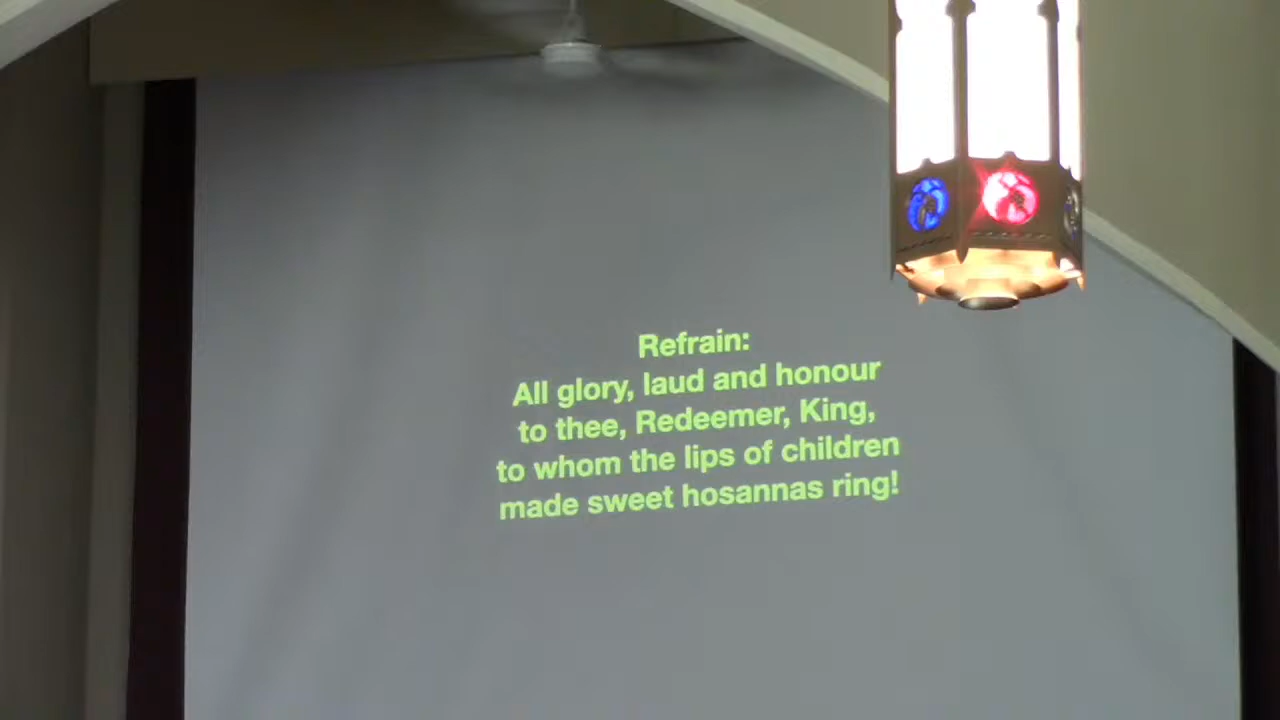 Refrain:
All glory, laud and honour
to thee, Redeemer, King,
to whom the lips of children
made sweet hosannas ring!